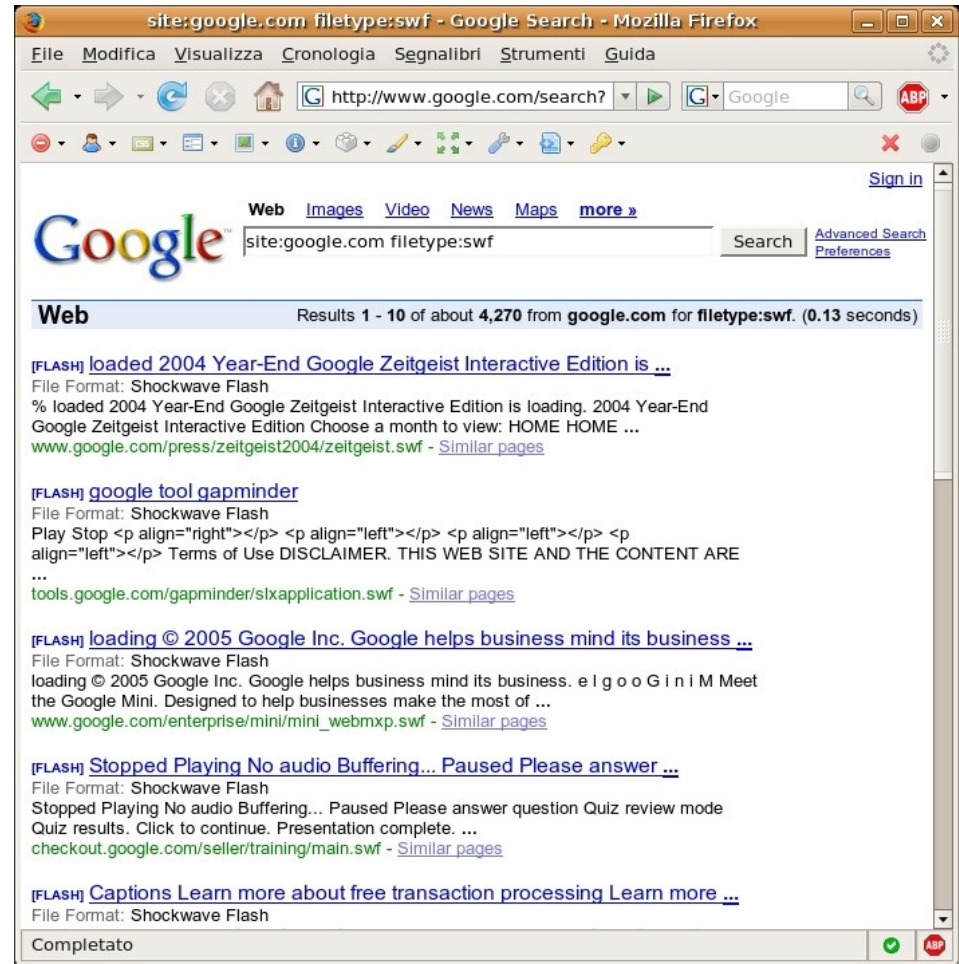 site:google.com filetype:swf - Google Search - Mozilla Firefox
File Modifica Visualizza Cronologia Segnalibri Strumenti Guida
G http://www.google.com/search? G Google ABP
CSS
Sign in
Web Images Video News Maps more »
Google™ site:google.com filetype:swf Search Advanced Search
Preferences
Web Results 1 - 10 of about 4,270 from google.com for filetype:swf. (0.13 seconds)
[FLASH] loaded 2004 Year-End Google Zeitgeist Interactive Edition is ...
File Format: Shockwave Flash
% loaded 2004 Year-End Google Zeitgeist Interactive Edition is loading. 2004 Year-End
Google Zeitgeist Interactive Edition Choose a month to view: HOME HOME ...
www.google.com/press/zeitgeist2004/zeitgeist.swf - Similar pages
[FLASH] google tool gapminder
File Format: Shockwave Flash
Play Stop <p align="right"></p> <p align="left"></p> <p align="left"></p> <p
align="left"></p> Terms of Use DISCLAIMER. THIS WEB SITE AND THE CONTENT ARE
...
tools.google.com/gapminder/slxapplication.swf - Similar pages
[FLASH] loading © 2005 Google Inc. Google helps business mind its business ...
File Format: Shockwave Flash
loading © 2005 Google Inc. Google helps business mind its business. e l g o o G i n i M Meet
the Google Mini. Designed to help businesses make the most of ...
www.google.com/enterprise/mini/mini_webmxp.swf - Similar pages
[FLASH] Stopped Playing No audio Buffering... Paused Please answer ...
File Format: Shockwave Flash
Stopped Playing No audio Buffering... Paused Please answer question Quiz review mode
Quiz results. Click to continue. Presentation complete. ...
checkout.google.com/seller/training/main.swf - Similar pages
[FLASH] Captions Learn more about free transaction processing Learn more ...
File Format: Shockwave Flash
Completato ABP